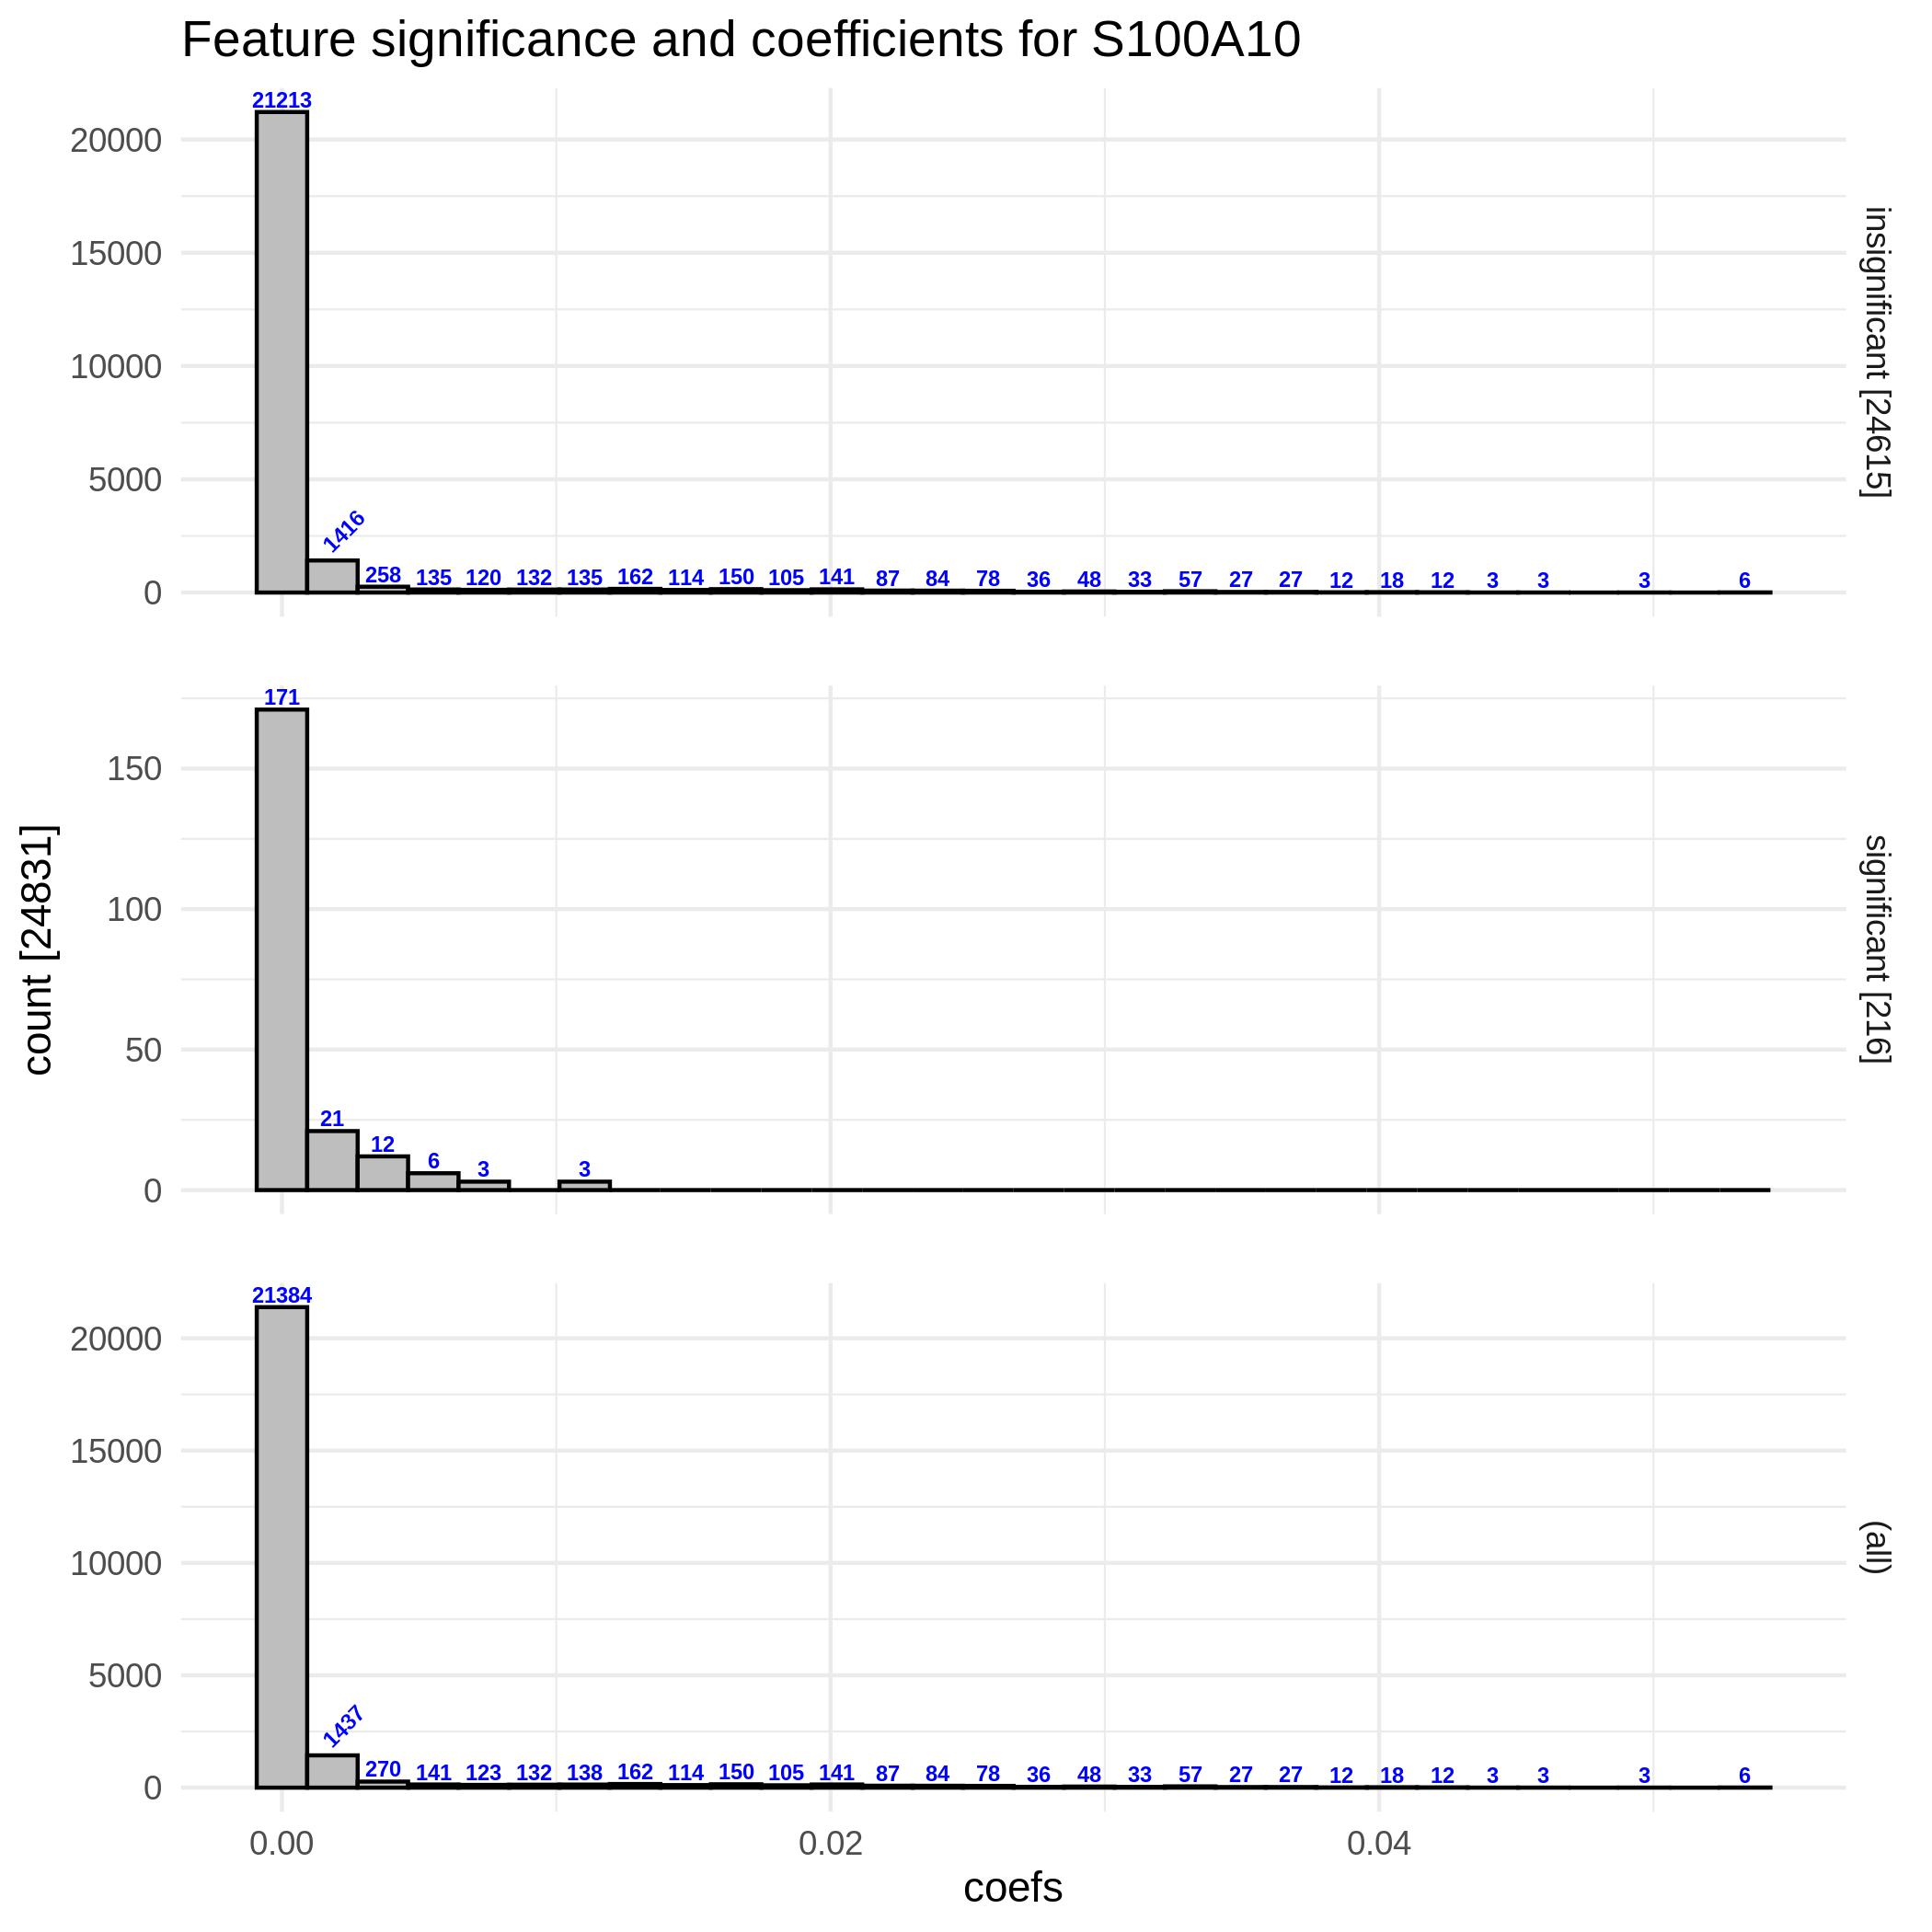 Feature significance and coefficients for S100A10
21213
20000
15000
10000
5000
0
1416
258 135 120 132 135 162 114 150 105 141 87 84 78 36 48 33 57 27 27 12 18 12 3 3 3 6
insignificant [24615]
171
150
100
50
0
21
12
6
3
3
significant [216]
count [24831]
21384
20000
15000
10000
5000
0
1437
270 141 123 132 138 162 114 150 105 141 87 84 78 36 48 33 57 27 27 12 18 12 3 3 3 6
(all)
0.00 0.02 0.04
coefs